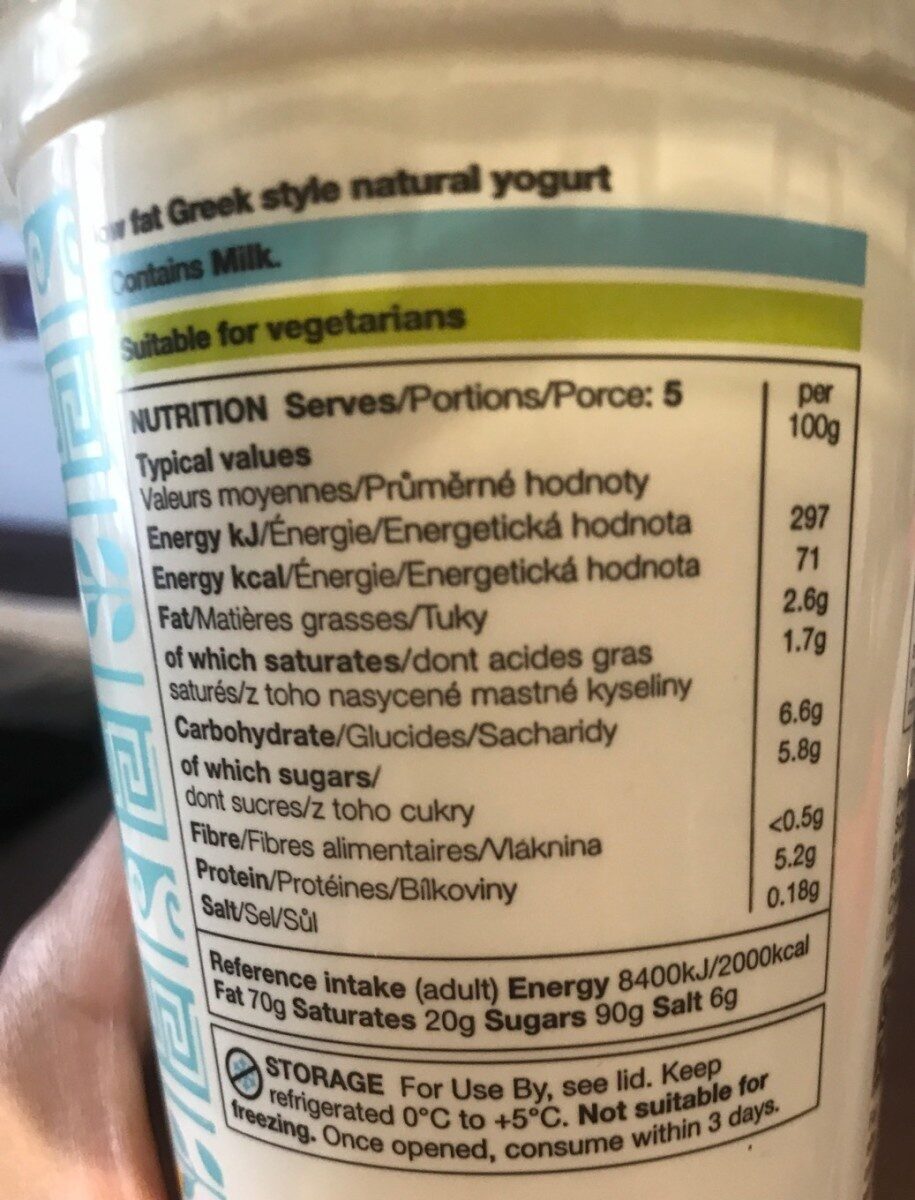 low fat Greek style natural yogurt
Contains Milk.
Suitable for vegetarians
NUTRITION Serves/Portions/Porce: 5 per 100g
Typical values
Valeurs moyennes/Průměrné hodnoty
Energy kJ/Énergie/Energetická hodnota 297
Energy kcal/Énergie/Energetická hodnota 71
Fat/Matières grasses/Tuky 2.6g
of which saturates/dont acides gras 1.7g
saturés/z toho nasycené mastné kyseliny
Carbohydrate/Glucides/Sacharidy 6.6g
of which sugars/ 5.8g
dont sucres/z toho cukry
Fibre/Fibres alimentaires/Vláknina <0.5g
Protein/Protéines/Bílkoviny 5.2g
Salt/Sel/Sůl 0.18g
Reference intake (adult) Energy 8400kJ/2000kcal
Fat 70g Saturates 20g Sugars 90g Salt 6g
STORAGE For Use By, see lid. Keep
refrigerated 0°C to +5°C. Not suitable for
freezing. Once opened, consume within 3 days.